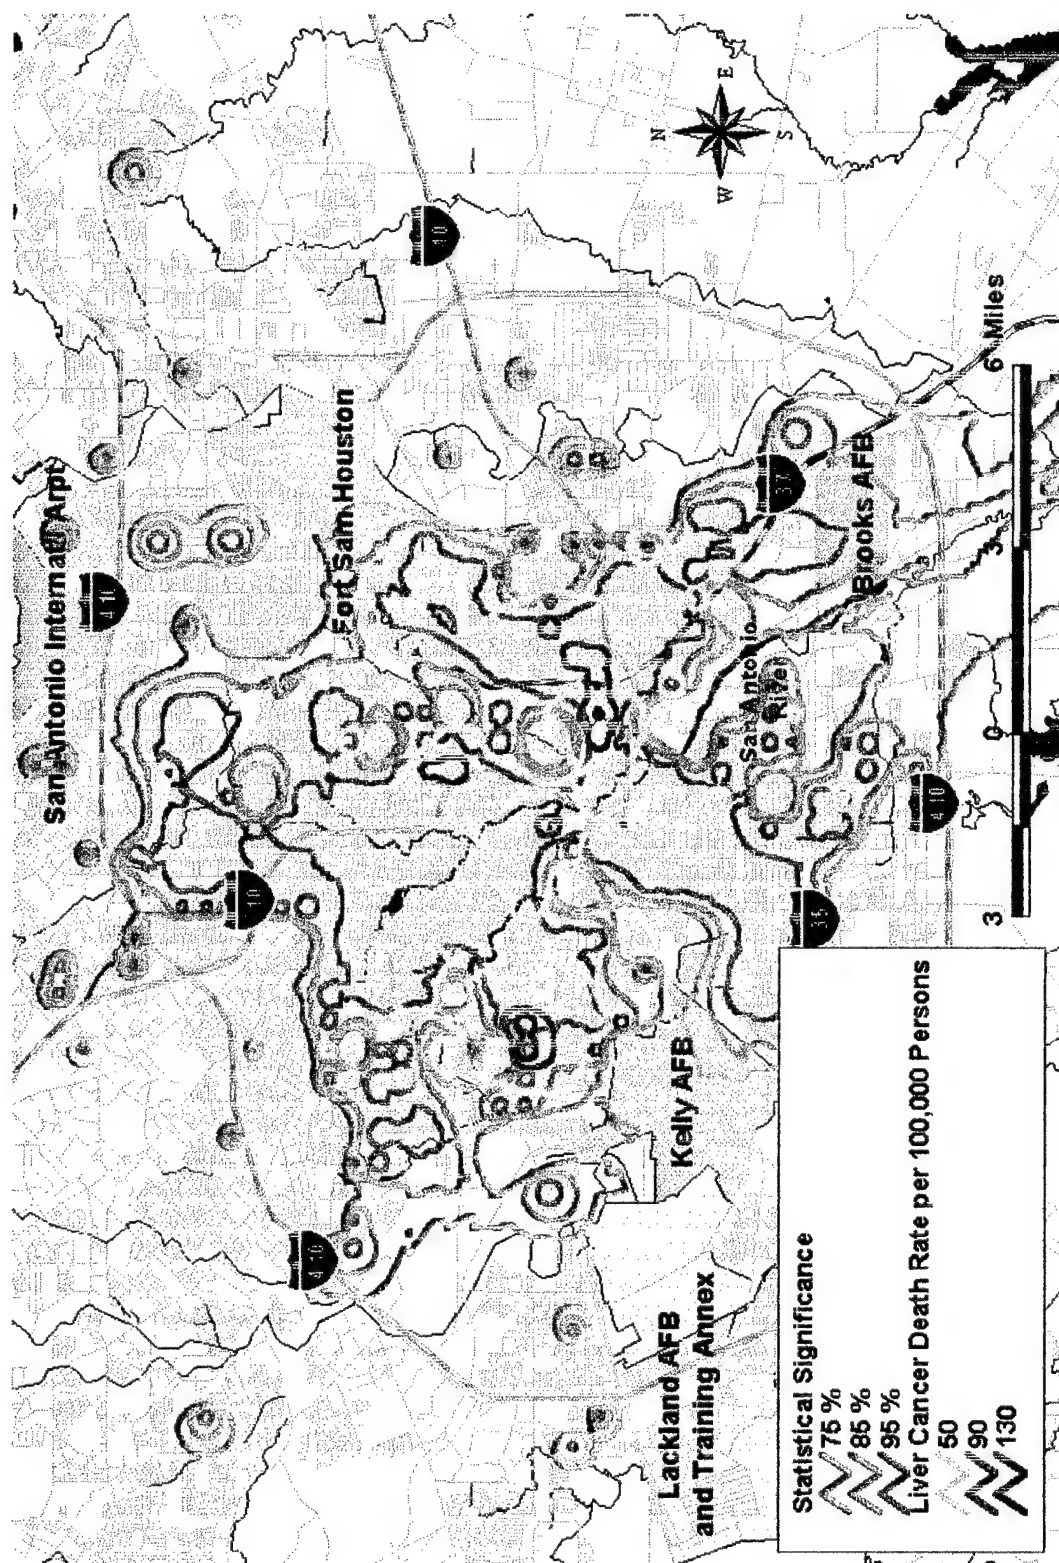 San Antonio Internatl Arpt
410
Fort Sam Houston
10
N
E
S
W
10
410
37
San Antonio
River
Brooks AFB
Kelly AFB
Lackland AFB
and Training Annex
410
35
3
0
3
6 Miles
Statistical Significance
75 %
85 %
95 %
Liver Cancer Death Rate per 100,000 Persons
50
90
130